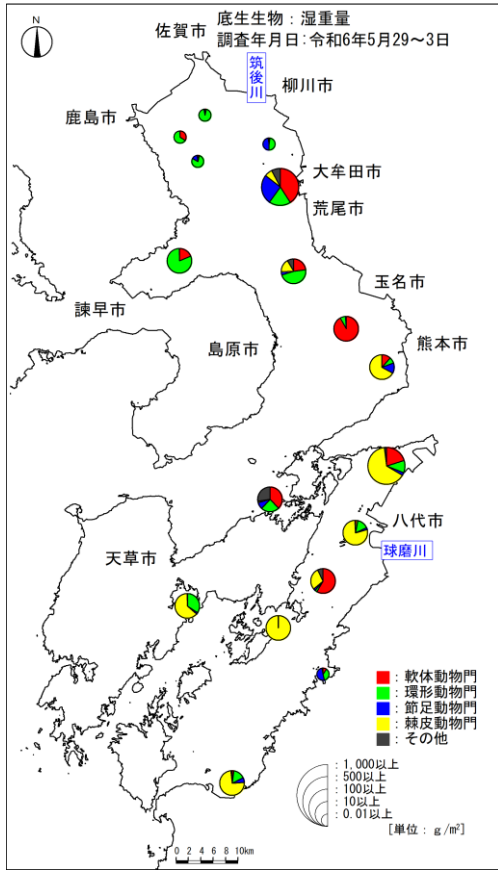 底生生物：湿重量
調査年月日：令和6年5月29～3日
佐賀市
筑後川
柳川市
鹿島市
大牟田市
荒尾市
玉名市
諫早市
島原市
熊本市
八代市
球磨川
天草市
：軟体動物門
：環形動物門
：節足動物門
：棘皮動物門
：その他
：1,000以上
：500以上
：100以上
：10以上
：0.01以上
［単位：g/m²］
0 2 4 6 8 10km
N